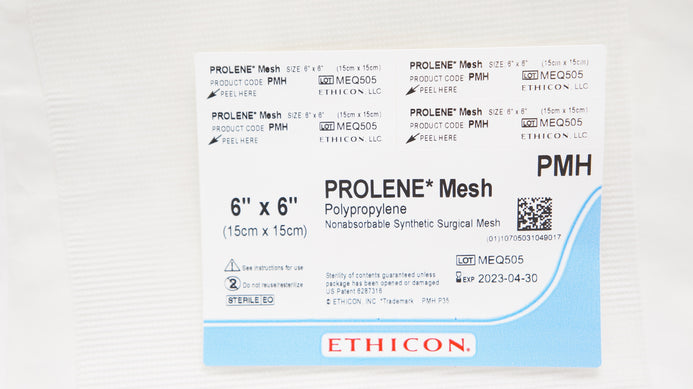 PROLENE* Mesh SIZE: 6" x 6" (15cm x 15cm)
PRODUCT CODE: PMH LOT MEQ505
PEEL HERE ETHICON, LLC
PROLENE* Mesh SIZE: 6" x 6" (15cm x 15cm)
PRODUCT CODE: PMH LOT MEQ505
PEEL HERE ETHICON, LLC
PROLENE* Mesh SIZE: 6" x 6" (15cm x 15cm)
PRODUCT CODE: PMH LOT MEQ505
PEEL HERE ETHICON, LLC
PROLENE* Mesh SIZE: 6" x 6" (15cm x 15cm)
PRODUCT CODE: PMH LOT MEQ505
PEEL HERE ETHICON, LLC
PMH
6" x 6"
(15cm x 15cm)
PROLENE* Mesh
Polypropylene
Nonabsorbable Synthetic Surgical Mesh
(01)10705031049017
LOT MEQ505
EXP 2023-04-30
See instructions for use
2 Do not reuse/resterilize
STERILE EO
Sterility of contents guaranteed unless
package has been opened or damaged
US Patent 6287316
© ETHICON, INC *Trademark PMH P35
ETHICON.